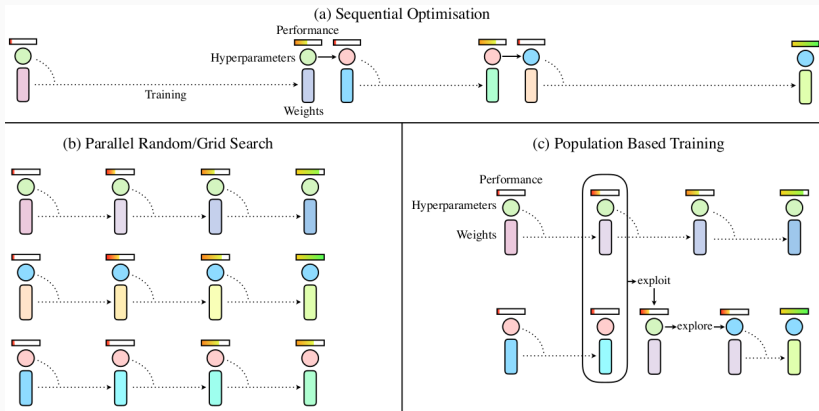 (a) Sequential Optimisation
Performance
Hyperparameters
Training
Weights
(b) Parallel Random/Grid Search
(c) Population Based Training
Performance
Hyperparameters
Weights
exploit
explore